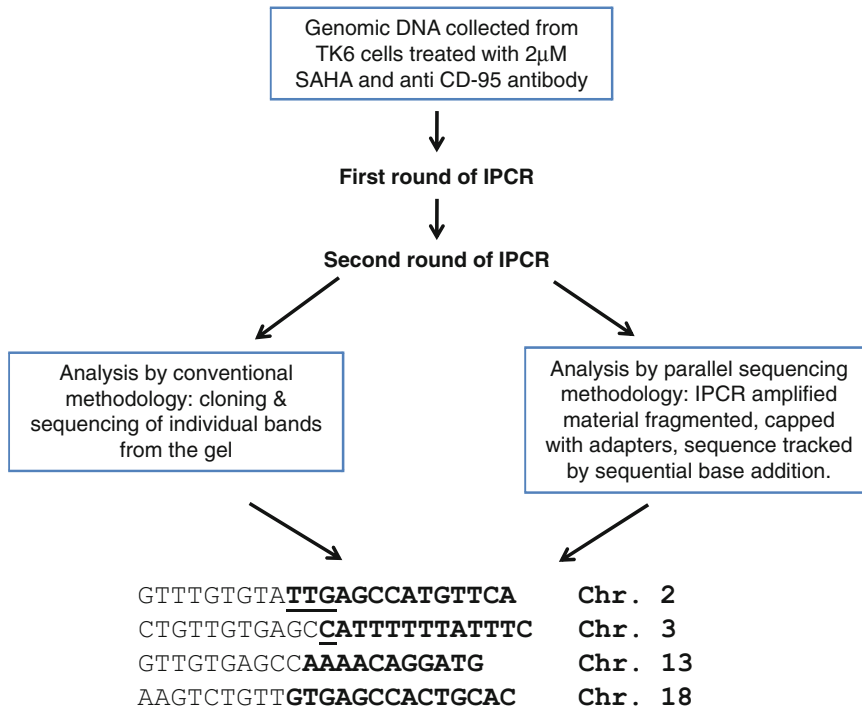 Genomic DNA collected from
TK6 cells treated with 2μM
SAHA and anti CD-95 antibody
First round of IPCR
Second round of IPCR
Analysis by conventional
methodology: cloning &
sequencing of individual bands
from the gel
Analysis by parallel sequencing
methodology: IPCR amplified
material fragmented, capped
with adapters, sequence tracked
by sequential base addition.
GTTTGTGTATTGAGCCATGTTCA Chr. 2
CTGTTGTGAGCCATTTTTTATTTC Chr. 3
GTTGTGAGCCAAAACAGGATG Chr. 13
AAGTCTGTTGTGAGCCACTGCAC Chr. 18